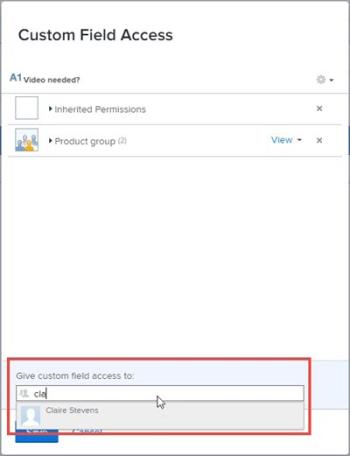 Custom Field Access
A1 Video needed?
Inherited Permissions
Product group (2) View
Give custom field access to:
cla
Claire Stevens
Cancel